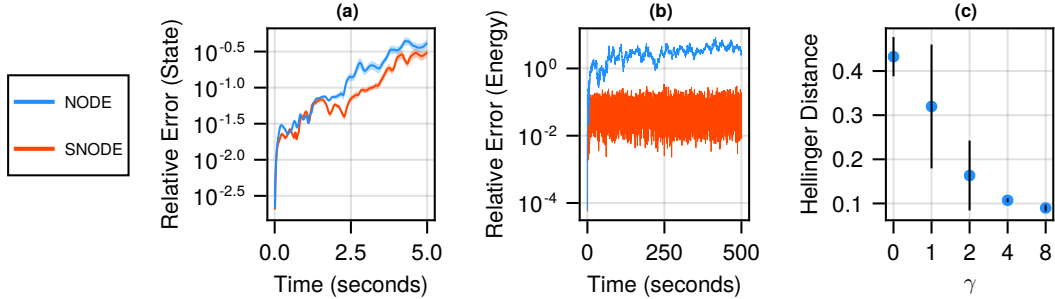 NODE
SNODE
(a)
Relative Error (State)
10^-0.5
10^-1.0
10^-1.5
10^-2.0
10^-2.5
0.0 2.5 5.0
Time (seconds)
(b)
Relative Error (Energy)
10^0
10^-2
10^-4
0 250 500
Time (seconds)
(c)
Hellinger Distance
0.4
0.3
0.2
0.1
0 1 2 4 8
γ